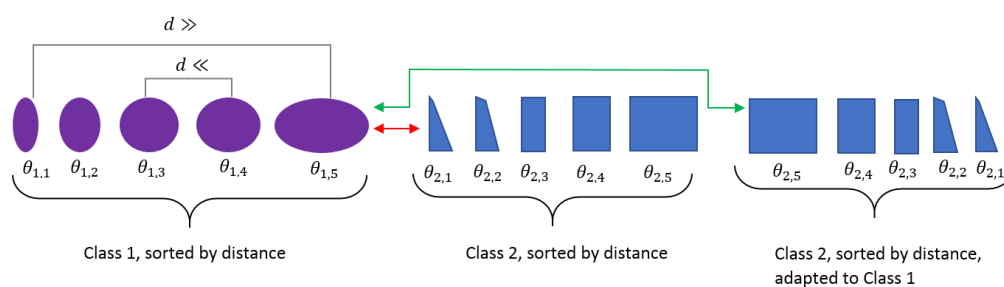 d ≫
d ≪
θ1,1 θ1,2 θ1,3 θ1,4 θ1,5
θ2,1 θ2,2 θ2,3 θ2,4 θ2,5
θ2,5 θ2,4 θ2,3 θ2,2 θ2,1
Class 1, sorted by distance
Class 2, sorted by distance
Class 2, sorted by distance,
adapted to Class 1